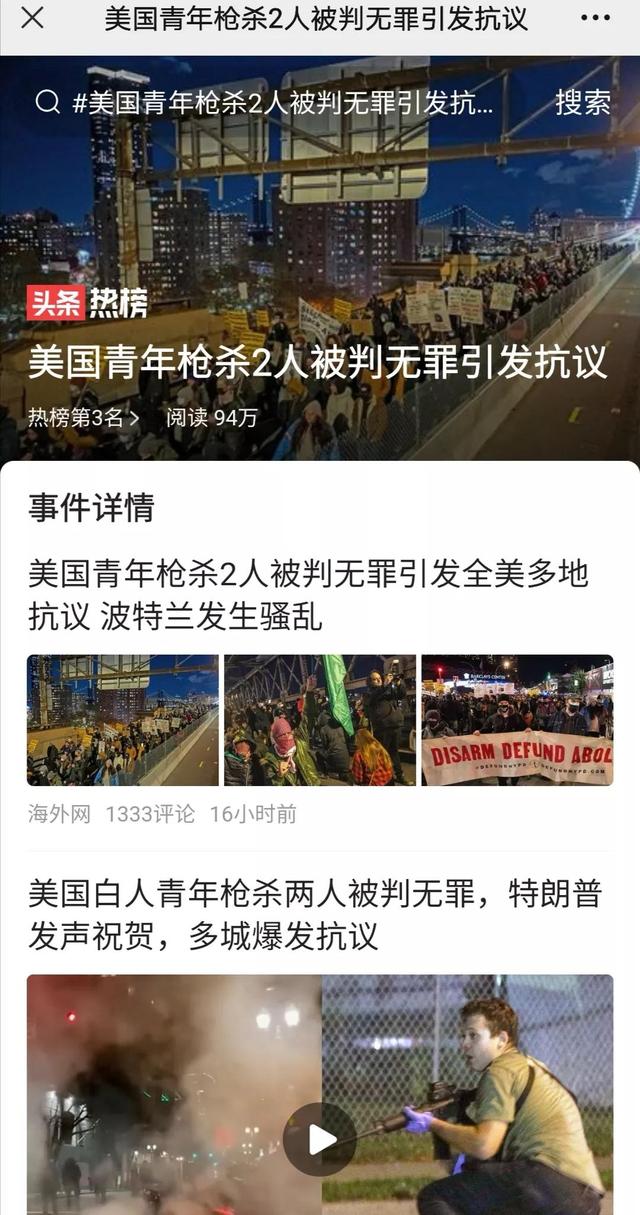 美国青年枪杀2人被判无罪引发抗议
#美国青年枪杀2人被判无罪引发抗...
搜索
头条热榜
美国青年枪杀2人被判无罪引发抗议
热榜第3名 阅读 94万
事件详情
美国青年枪杀2人被判无罪引发全美多地
抗议 波特兰发生骚乱
BARCLAYS CENTER
DISARM DEFUND ABOL
海外网 1333评论 16小时前
美国白人青年枪杀两人被判无罪，特朗普
发声祝贺，多城爆发抗议